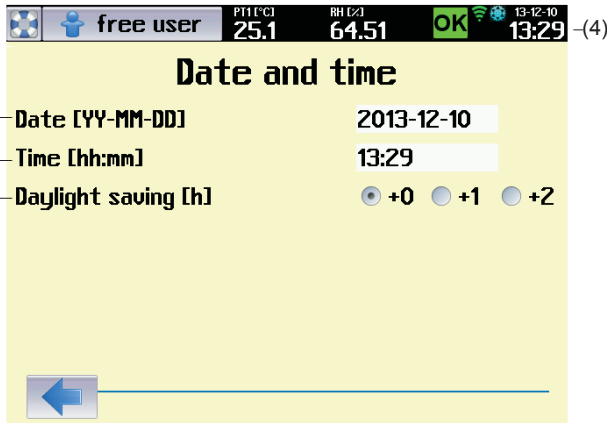 free user PT1[°C] 25.1 RH [%] 64.51 OK 13-12-10 13:29 (4)
Date and time
Date [YY-MM-DD] 2013-12-10
Time [hh:mm] 13:29
Daylight saving [h] +0 +1 +2